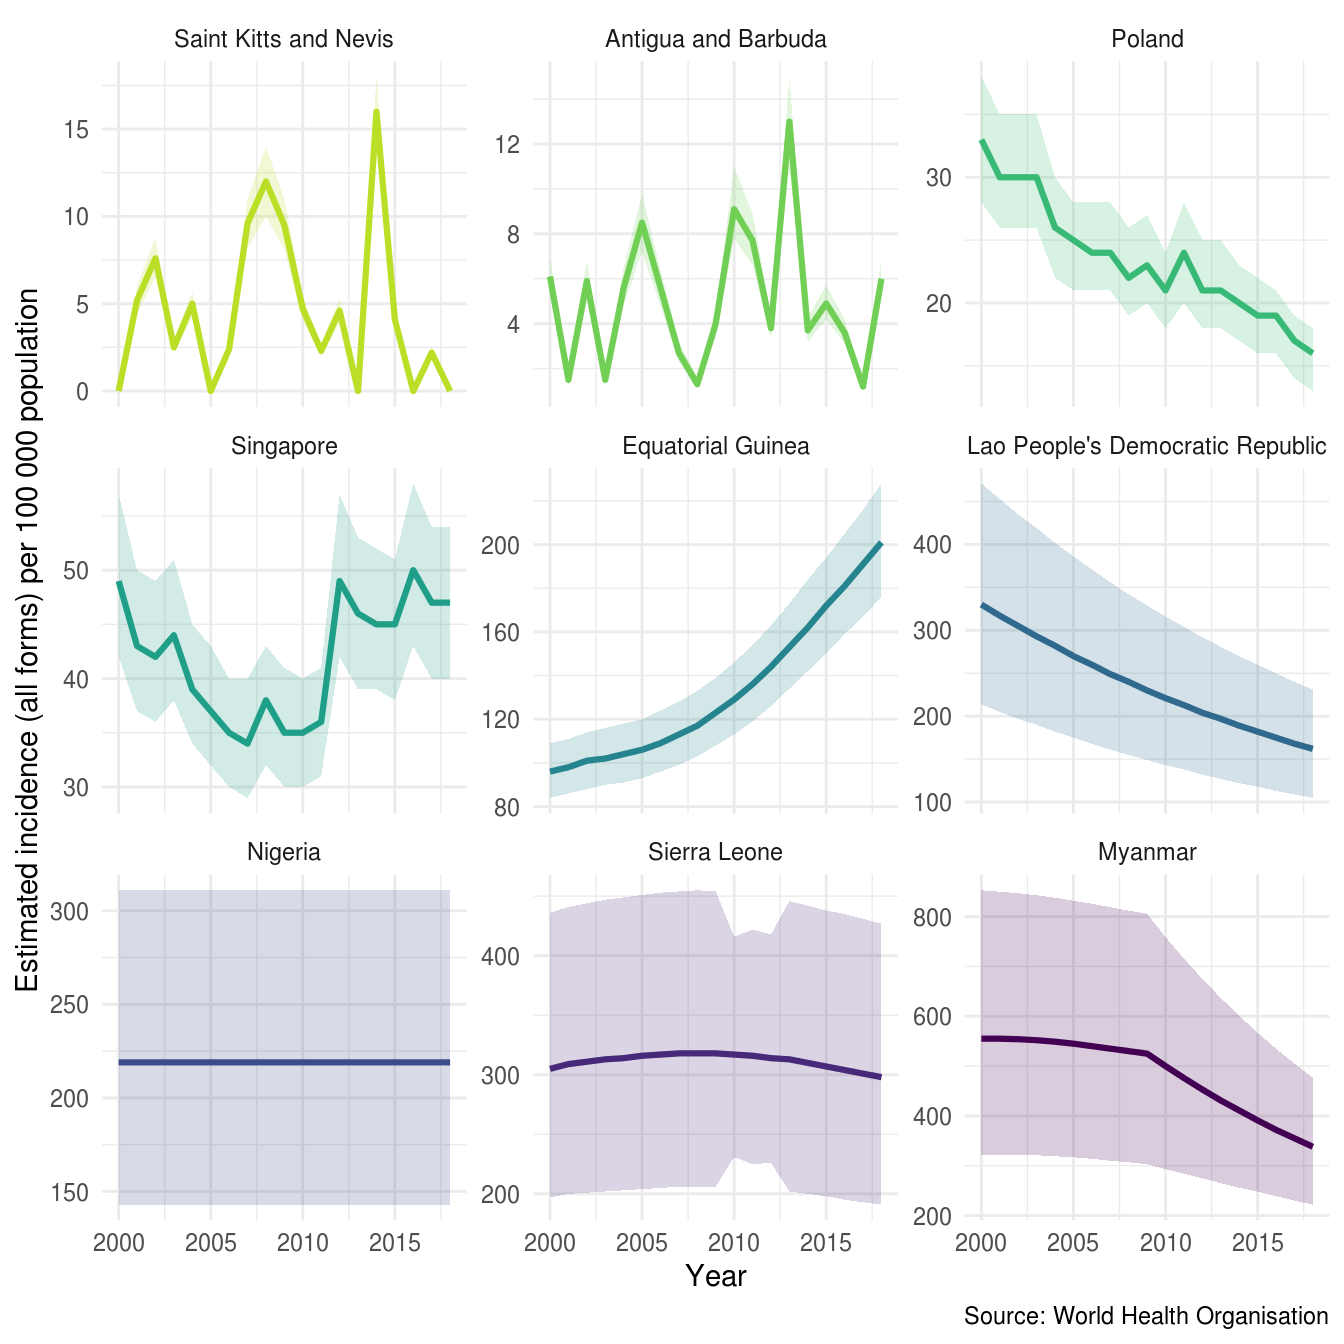 Saint Kitts and Nevis
Antigua and Barbuda
Poland
15
10
5
0
12
8
4
30
20
Singapore
Equatorial Guinea
Lao People's Democratic Republic
50
40
30
200
160
120
80
400
300
200
100
Nigeria
Sierra Leone
Myanmar
300
250
200
150
400
300
200
800
600
400
200
2000 2005 2010 2015
2000 2005 2010 2015
2000 2005 2010 2015
Estimated incidence (all forms) per 100 000 population
Year
Source: World Health Organisation